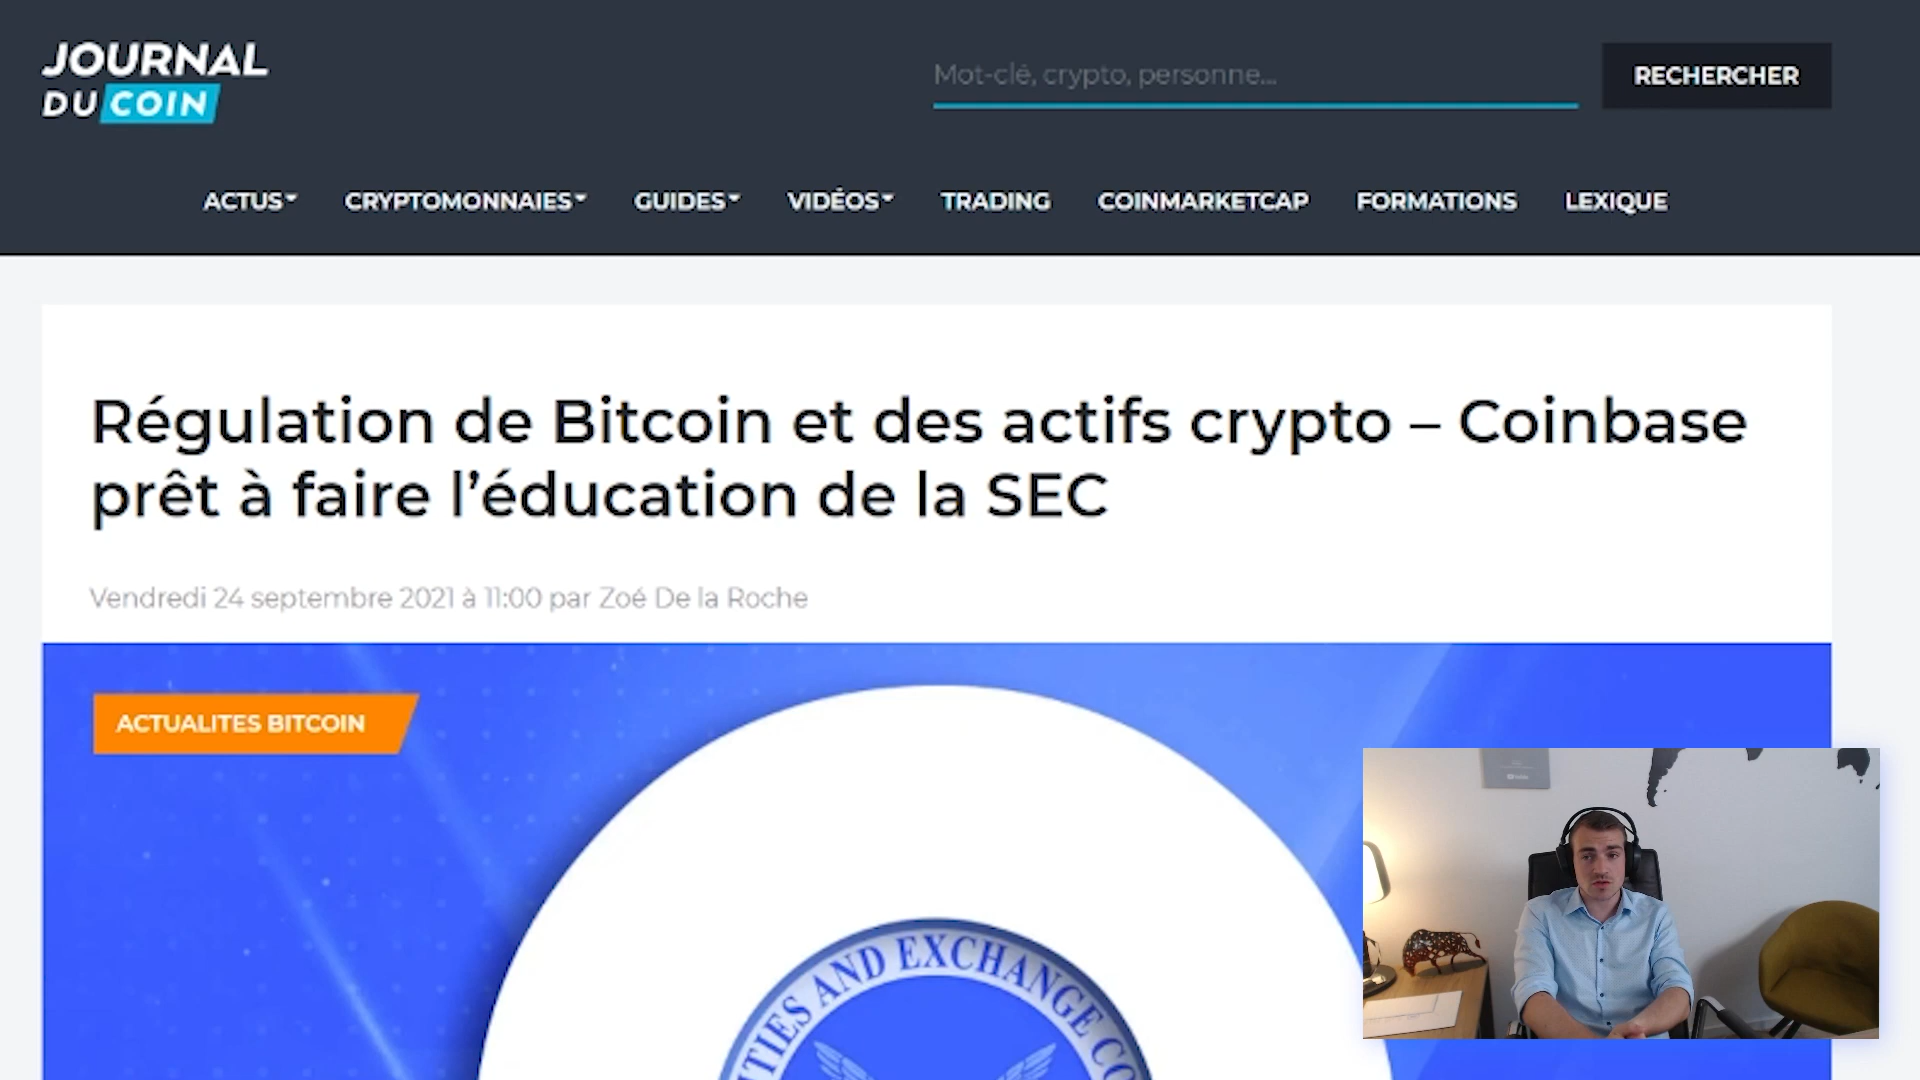 JOURNAL
DU COIN
Mot-clé, crypto, personne...
RECHERCHER
ACTUS CRYPTOMONNAIES GUIDES VIDÉOS TRADING COINMARKETCAP FORMATIONS LEXIQUE
Régulation de Bitcoin et des actifs crypto – Coinbase
prêt à faire l’éducation de la SEC
Vendredi 24 septembre 2021 à 11:00 par Zoé De la Roche
ACTUALITES BITCOIN
TIES AND EXCHANGE CO